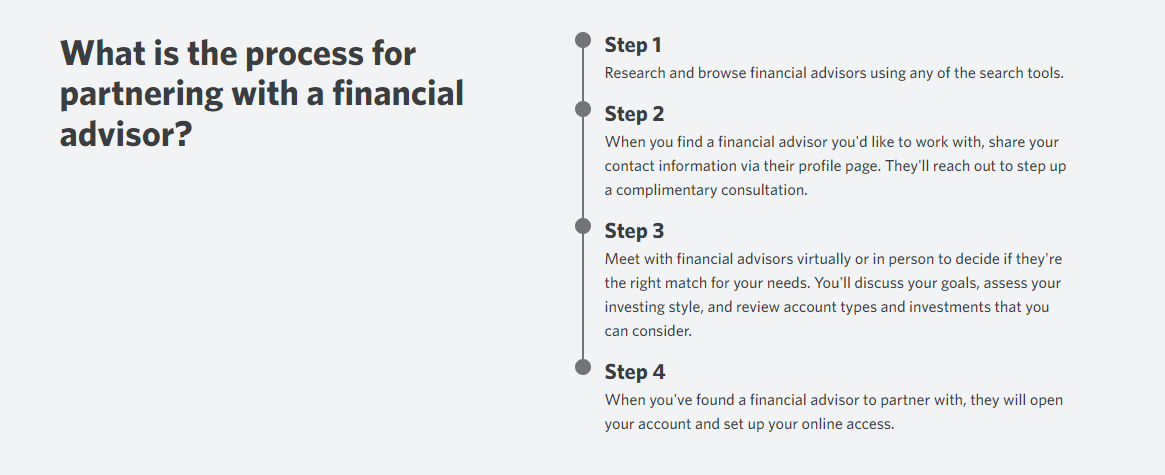 What is the process for
partnering with a financial
advisor?
Step 1
Research and browse financial advisors using any of the search tools.
Step 2
When you find a financial advisor you'd like to work with, share your
contact information via their profile page. They'll reach out to step up
a complimentary consultation.
Step 3
Meet with financial advisors virtually or in person to decide if they're
the right match for your needs. You'll discuss your goals, assess your
investing style, and review account types and investments that you
can consider.
Step 4
When you've found a financial advisor to partner with, they will open
your account and set up your online access.